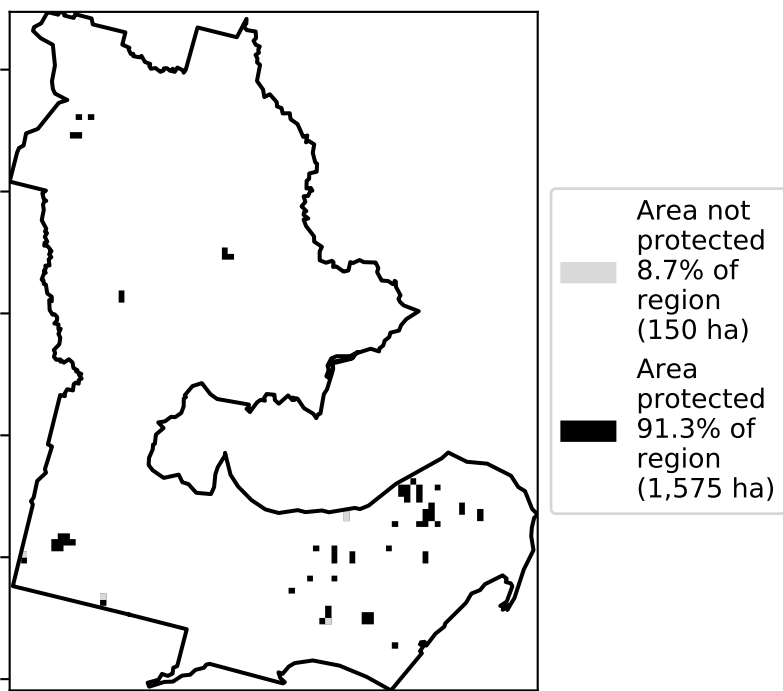 Area not
protected
8.7% of
region
(150 ha)
Area
protected
91.3% of
region
(1,575 ha)